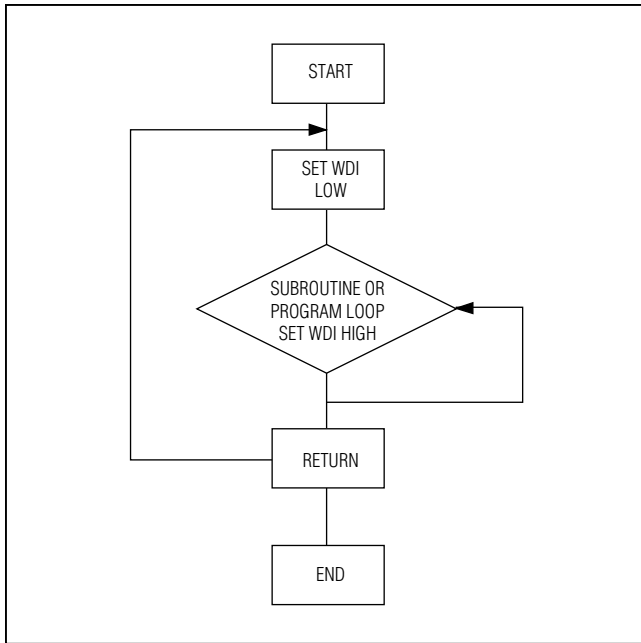 START
SET WDI
LOW
SUBROUTINE OR
PROGRAM LOOP
SET WDI HIGH
RETURN
END